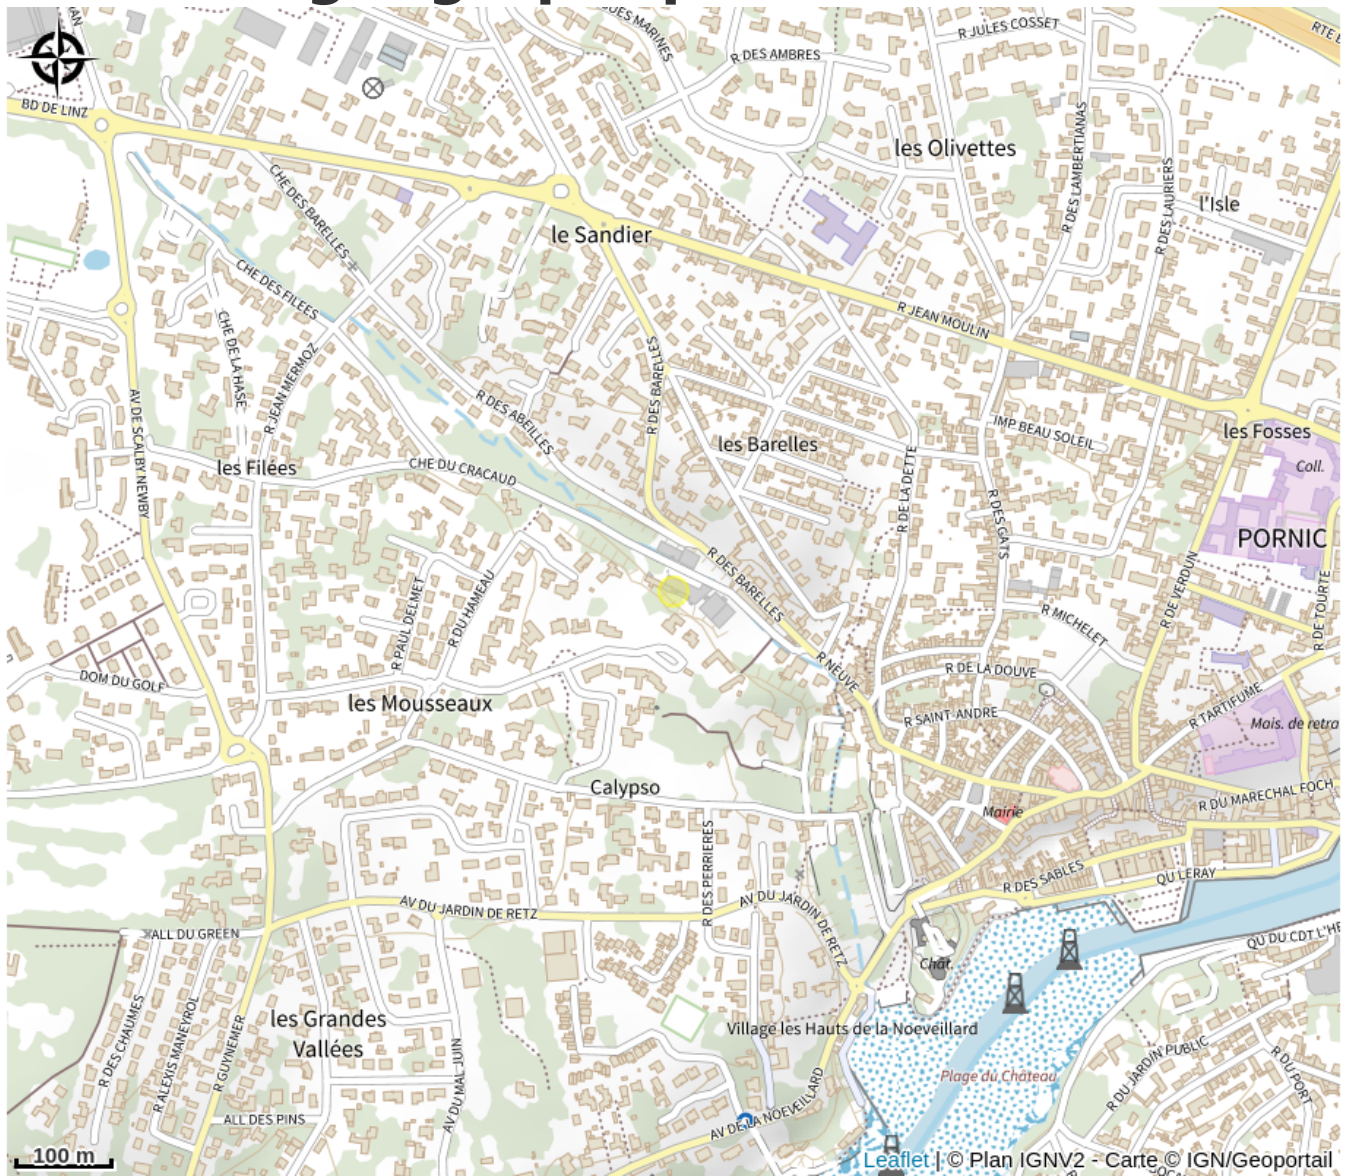 R DES AMBRES
R JULES COSSET
BD DE LINZ
les Olivettes
R DES LAMBERTIANAS
R DES LAURIERS
l'Isle
CHE DES BARELLES
le Sandier
CHE DES FILÉES
R JEAN MOULIN
CHE DE LA HASE
R JEAN MERMOZ
R DES BARELLES
AV DE SCALBY NEWBY
R DES ABEILLES
les Barelles
IMP BEAU SOLEIL
les Fosses
Coll.
les Filées
CHE DU CRACAUD
R DE LA DETTE
R DES GATS
PORNIC
R DES BARELLES
R DE VERDUN
R DE TOURTE
R PAUL DELMET
R DU HAMEAU
R MICHELET
R NEUVE
R DE LA DOUVE
DOM DU GOLF
les Mousseaux
R SAINT-ANDRE
R TARTIFUME
Mais. de retra
Calypso
Mairie
R DU MARECHAL FOCH
R DES PERRIERES
R DES SABLES
QU LERAY
AV DU JARDIN DE RETZ
AV DU JARDIN DE RETZ
ALL DU GREEN
QU DU CDT L'HE
Chât.
R DES CHAUMES
R ALEXIS MANEYROL
R GUYNEMER
les Grandes
Vallées
Village les Hauts de la Noeveillard
AV DU MAL JUIN
Plage du Château
R DU JARDIN PUBLIC
R DU PORT
ALL DES PINS
AV DE LA NOEVEILLARD
100 m
Leaflet | © Plan IGNV2 - Carte © IGN/Geoportail